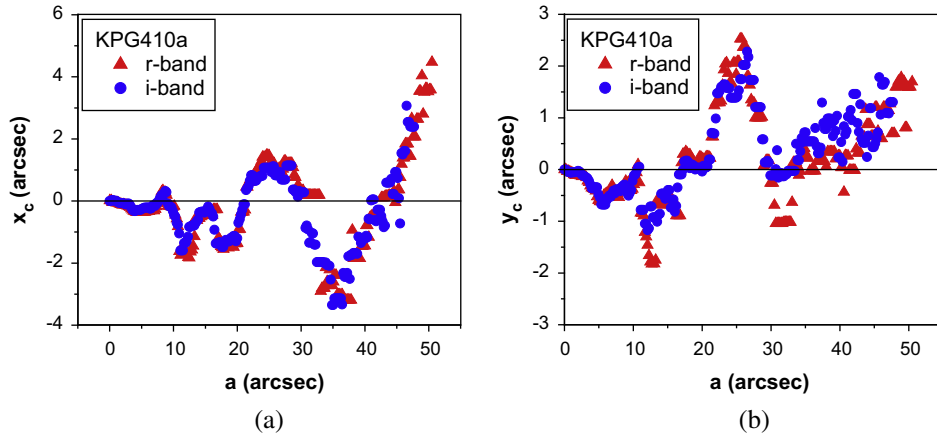 KPG410a
r-band
i-band
6
4
2
0
-2
-4
x_c (arcsec)
0 10 20 30 40 50
a (arcsec)
(a)
KPG410a
r-band
i-band
3
2
1
0
-1
-2
-3
y_c (arcsec)
0 10 20 30 40 50
a (arcsec)
(b)